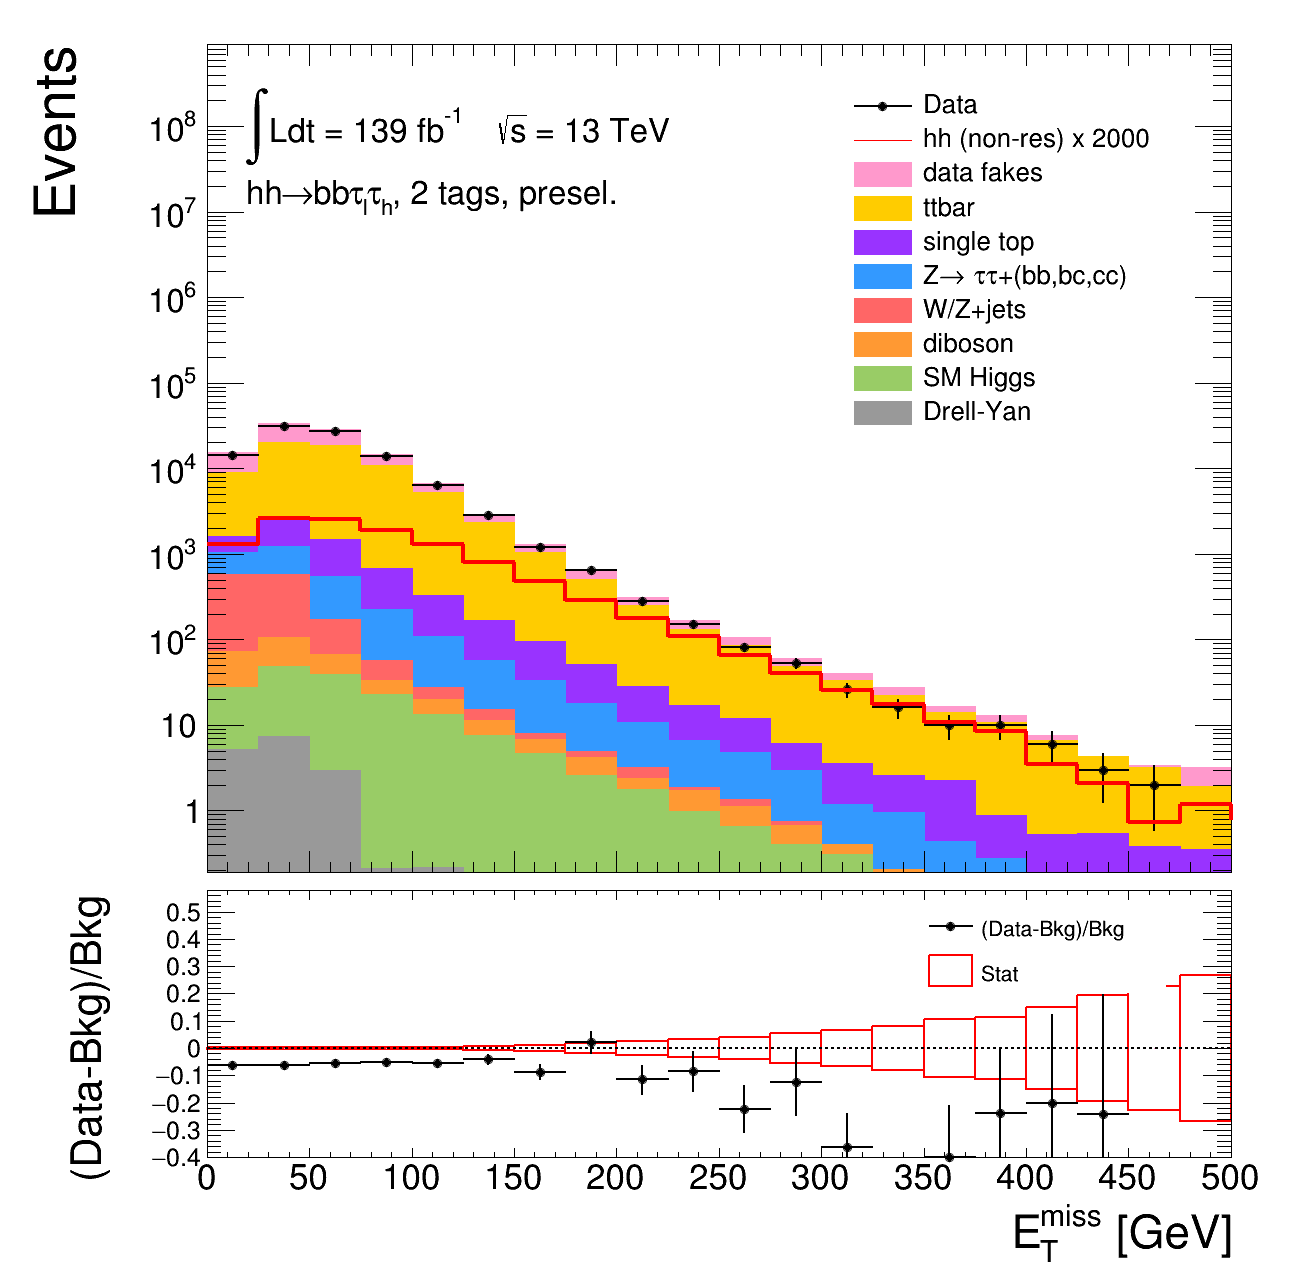 Events
10⁸
10⁷
10⁶
10⁵
10⁴
10³
10²
10
1
∫Ldt = 139 fb⁻¹ √s = 13 TeV
hh→bbτₗτₕ, 2 tags, presel.
Data
hh (non-res) x 2000
data fakes
ttbar
single top
Z→ ττ+(bb,bc,cc)
W/Z+jets
diboson
SM Higgs
Drell-Yan
(Data-Bkg)/Bkg
0.5
0.4
0.3
0.2
0.1
0
−0.1
−0.2
−0.3
−0.4
(Data-Bkg)/Bkg
Stat
0 50 100 150 200 250 300 350 400 450 500
E_T^miss [GeV]